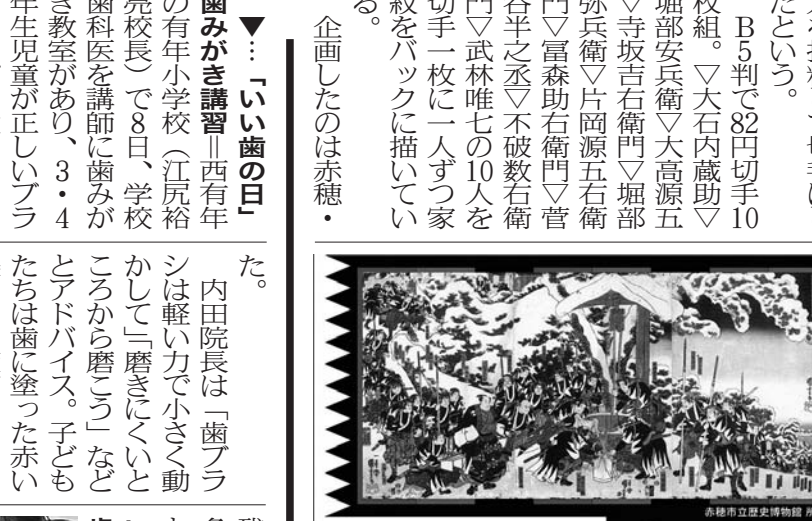 たという。
Ｂ５判で82円切手10
枚組。▽大石内蔵助▽
堀部安兵衛▽大高源五
▽寺坂吉右衛門▽堀部
弥兵衛▽片岡源五右衛
門▽冨森助右衛門▽菅
谷半之丞▽不破数右衛
門▽武林唯七の10人を
切手一枚に一人ずつ家
紋をバックに描いてい
る。
企画したのは赤穂・
赤穂市立歴史博物館
▼…「いい歯の日」
歯みがき講習＝西有年
の有年小学校（江尻裕
亮校長）で８日、学校
歯科医を講師に歯みが
き教室があり、３・４
年生児童が正しいブラ
た。
内田院長は「歯ブラ
シは軽い力で小さく動
かして」「磨きにくいと
ころから磨こう」など
とアドバイス。子ども
たちは歯に塗った赤い